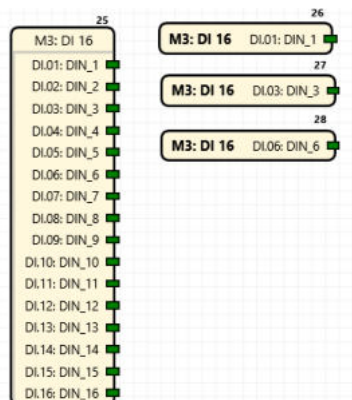 25
M3: DI 16
DI.01: DIN_1
DI.02: DIN_2
DI.03: DIN_3
DI.04: DIN_4
DI.05: DIN_5
DI.06: DIN_6
DI.07: DIN_7
DI.08: DIN_8
DI.09: DIN_9
DI.10: DIN_10
DI.11: DIN_11
DI.12: DIN_12
DI.13: DIN_13
DI.14: DIN_14
DI.15: DIN_15
DI.16: DIN_16
26
M3: DI 16 DI.01: DIN_1
27
M3: DI 16 DI.03: DIN_3
28
M3: DI 16 DI.06: DIN_6